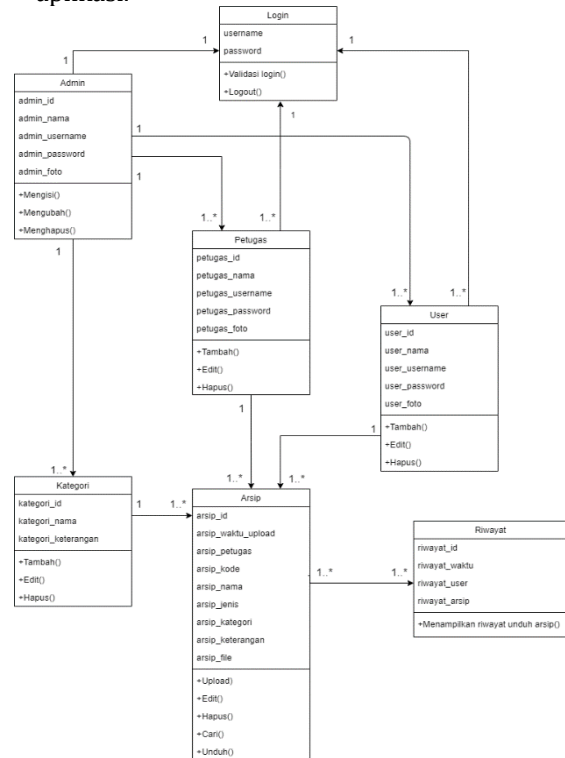 aplikasi.
Login
username
password
+Validasi login()
+Logout()
1
1
1
1
Admin
admin_id
admin_nama
admin_username
admin_password
admin_foto
+Mengisi()
+Mengubah()
+Menghapus()
1
1
1
1..*
1..*
Petugas
petugas_id
petugas_nama
petugas_username
petugas_password
petugas_foto
+Tambah()
+Edit()
+Hapus()
1
1..*
1..*
User
user_id
user_nama
user_username
user_password
user_foto
+Tambah()
+Edit()
+Hapus()
1
1..*
Kategori
kategori_id
kategori_nama
kategori_keterangan
+Tambah()
+Edit()
+Hapus()
1
1..*
1..*
1..*
Arsip
arsip_id
arsip_waktu_upload
arsip_petugas
arsip_kode
arsip_nama
arsip_jenis
arsip_kategori
arsip_keterangan
arsip_file
+Upload()
+Edit()
+Hapus()
+Cari()
+Unduh()
1..*
1..*
Riwayat
riwayat_id
riwayat_waktu
riwayat_user
riwayat_arsip
+Menampilkan riwayat unduh arsip()